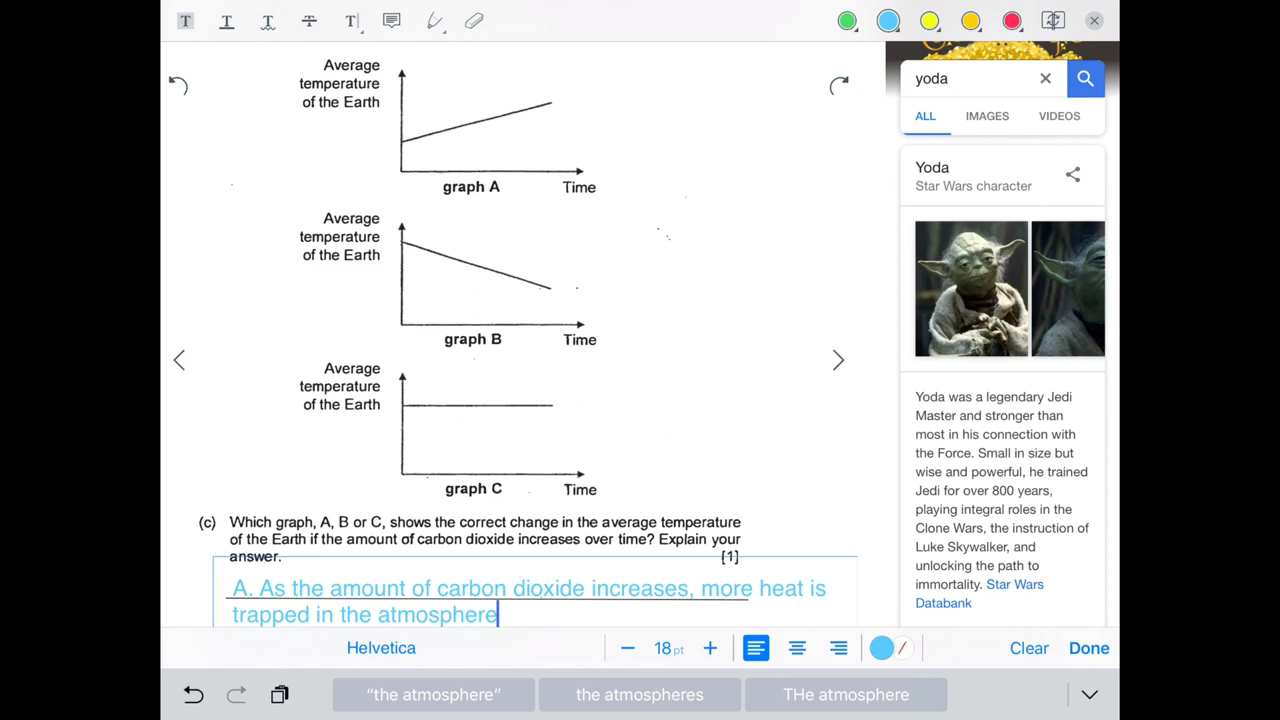 Average
temperature
of the Earth
graph A
Time
Average
temperature
of the Earth
graph B
Time
Average
temperature
of the Earth
graph C
Time
(c) Which graph, A, B or C, shows the correct change in the average temperature
of the Earth if the amount of carbon dioxide increases over time? Explain your
answer. [1]
A. As the amount of carbon dioxide increases, more heat is
trapped in the atmosphere
yoda
ALL IMAGES VIDEOS
Yoda
Star Wars character
Yoda was a legendary Jedi
Master and stronger than
most in his connection with
the Force. Small in size but
wise and powerful, he trained
Jedi for over 800 years,
playing integral roles in the
Clone Wars, the instruction of
Luke Skywalker, and
unlocking the path to
immortality. Star Wars
Databank
Helvetica
18 pt
Clear
Done
“the atmosphere”
the atmospheres
THe atmosphere